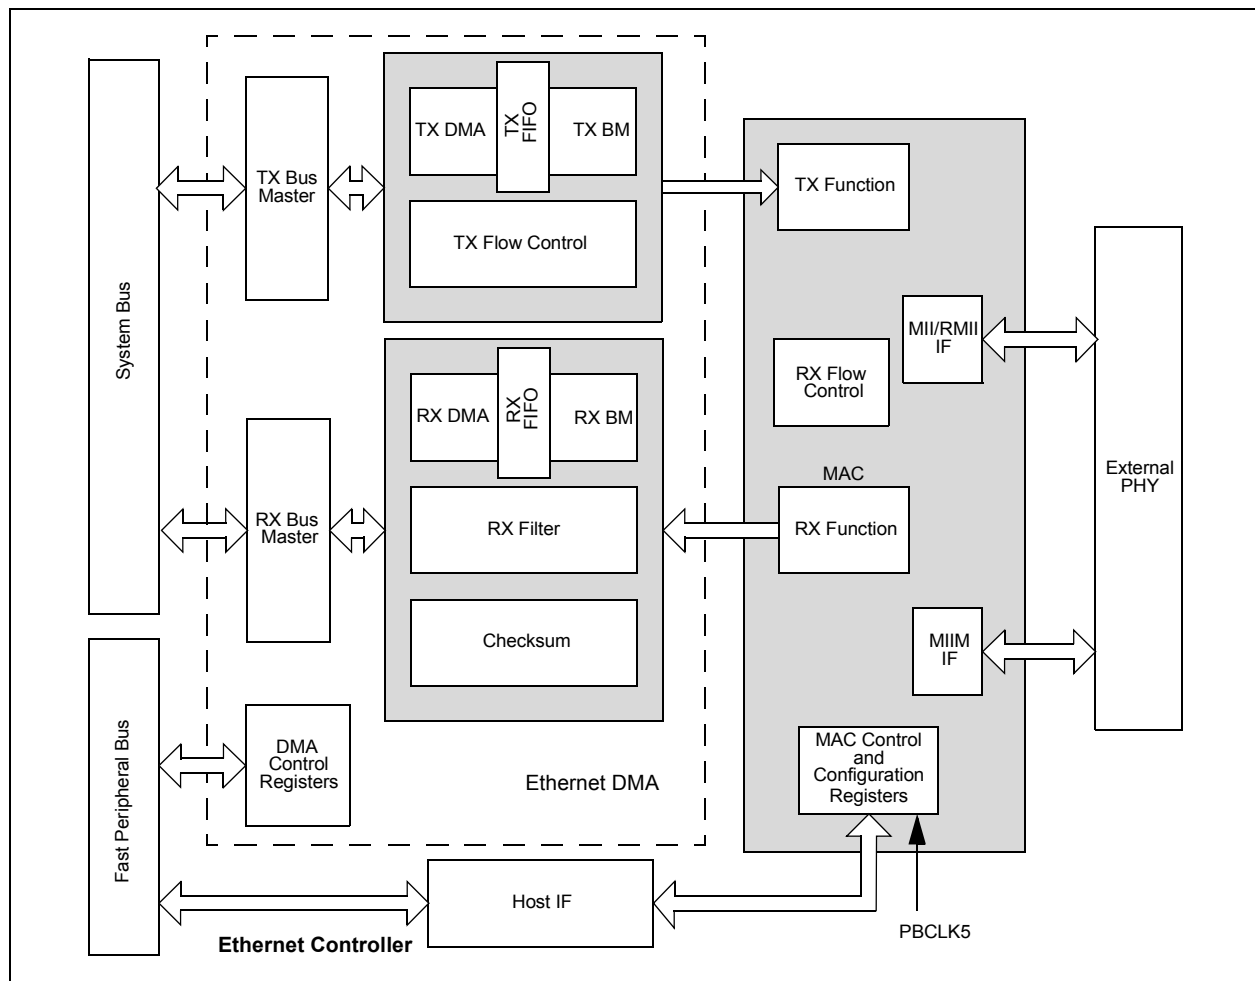 System Bus
TX Bus
Master
TX DMA
TX
FIFO
TX BM
TX Flow Control
TX Function
MII/RMII
IF
RX Flow
Control
RX DMA
RX
FIFO
RX BM
RX Bus
Master
RX Filter
MAC
RX Function
External
PHY
Checksum
MIIM
IF
Fast Peripheral Bus
DMA
Control
Registers
Ethernet DMA
MAC Control
and
Configuration
Registers
Host IF
Ethernet Controller
PBCLK5